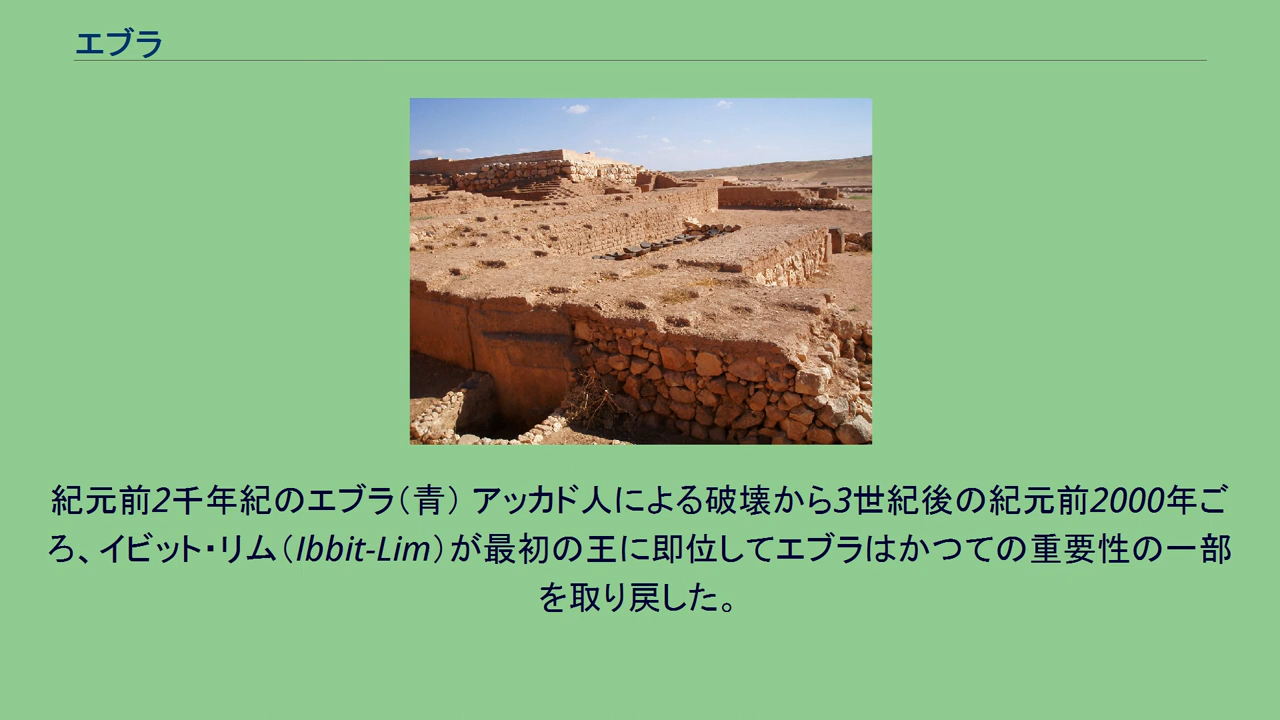 エブラ
紀元前2千年紀のエブラ（青） アッカド人による破壊から3世紀後の紀元前2000年ご
ろ、イビット・リム（Ibbit-Lim）が最初の王に即位してエブラはかつての重要性の一部
を取り戻した。